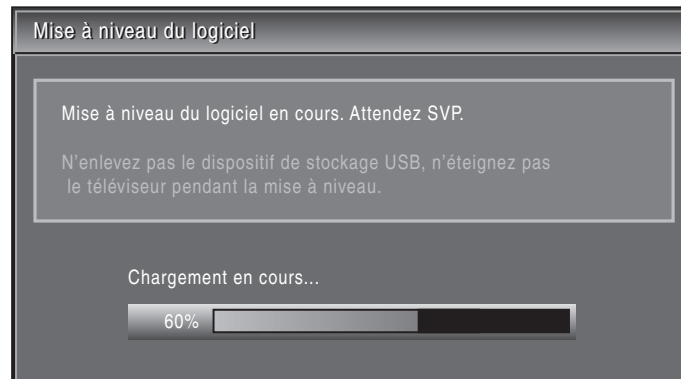 Mise à niveau du logiciel
Mise à niveau du logiciel en cours. Attendez SVP.
N'enlevez pas le dispositif de stockage USB, n'éteignez pas
le téléviseur pendant la mise à niveau.
Chargement en cours...
60%